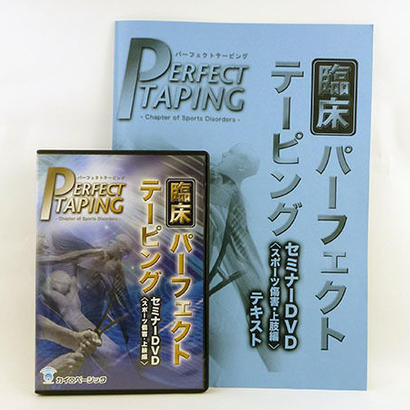 パーフェクトテーピング
PERFECT
TAPING
- Chapter of Sports Disorders -
臨床
パーフェクト
テーピング
セミナーDVD
〈スポーツ傷害・上肢編〉
テキスト
パーフェクトテーピング
PERFECT
TAPING
- Chapter of Sports Disorders -
臨床
パーフェクト
テーピング
セミナーDVD
〈スポーツ傷害・上肢編〉
カイロベーシック